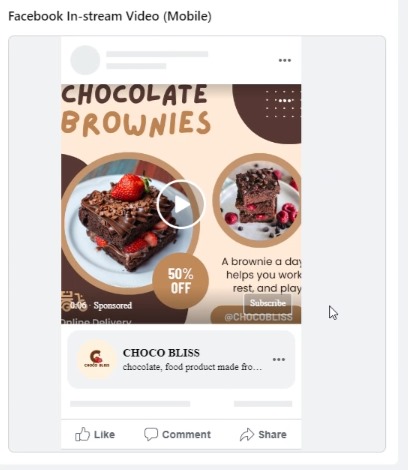 Facebook In-stream Video (Mobile)
CHOCOLATE
BROWNIES
50%
OFF
A brownie a day
helps you work
rest, and play
0:06 · Sponsored
Subscribe
Online Delivery
@CHOCOBLISS
CHOCO BLISS
CHOCO BLISS
chocolate, food product made fro...
Like
Comment
Share